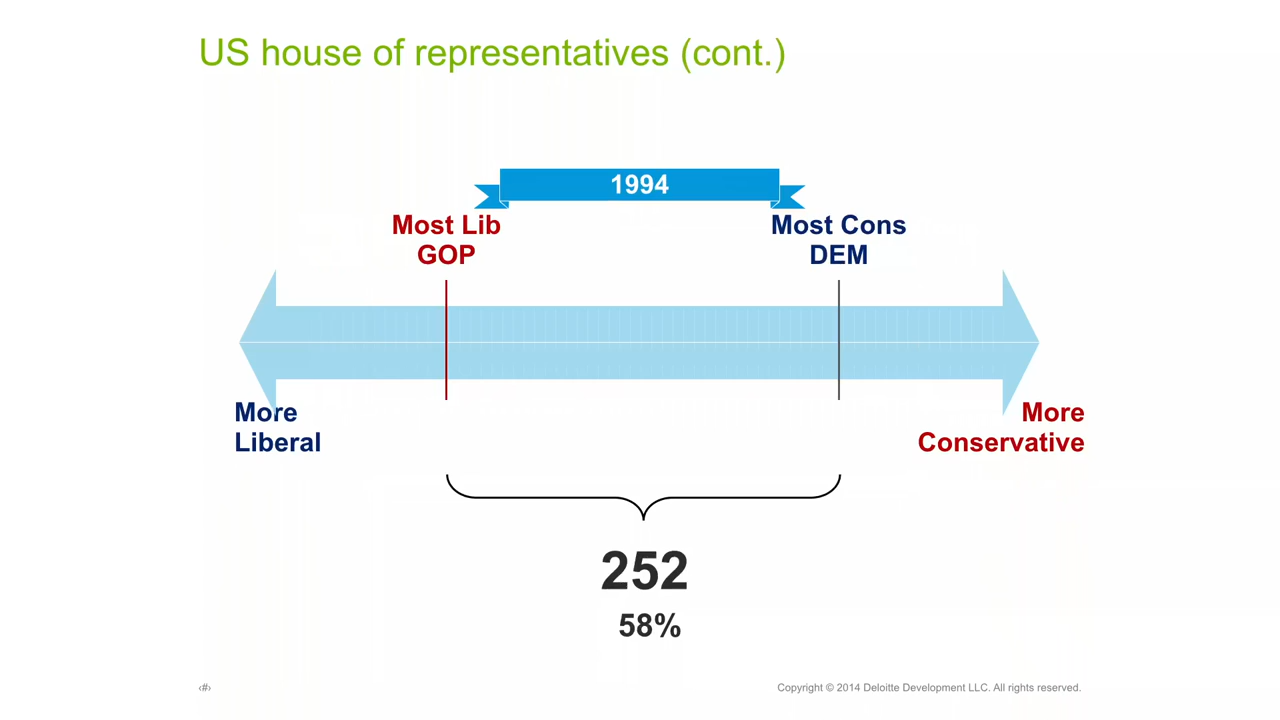 US house of representatives (cont.)
1994
Most Lib
GOP
Most Cons
DEM
More
Liberal
More
Conservative
252
58%
‹#›
Copyright © 2014 Deloitte Development LLC. All rights reserved.